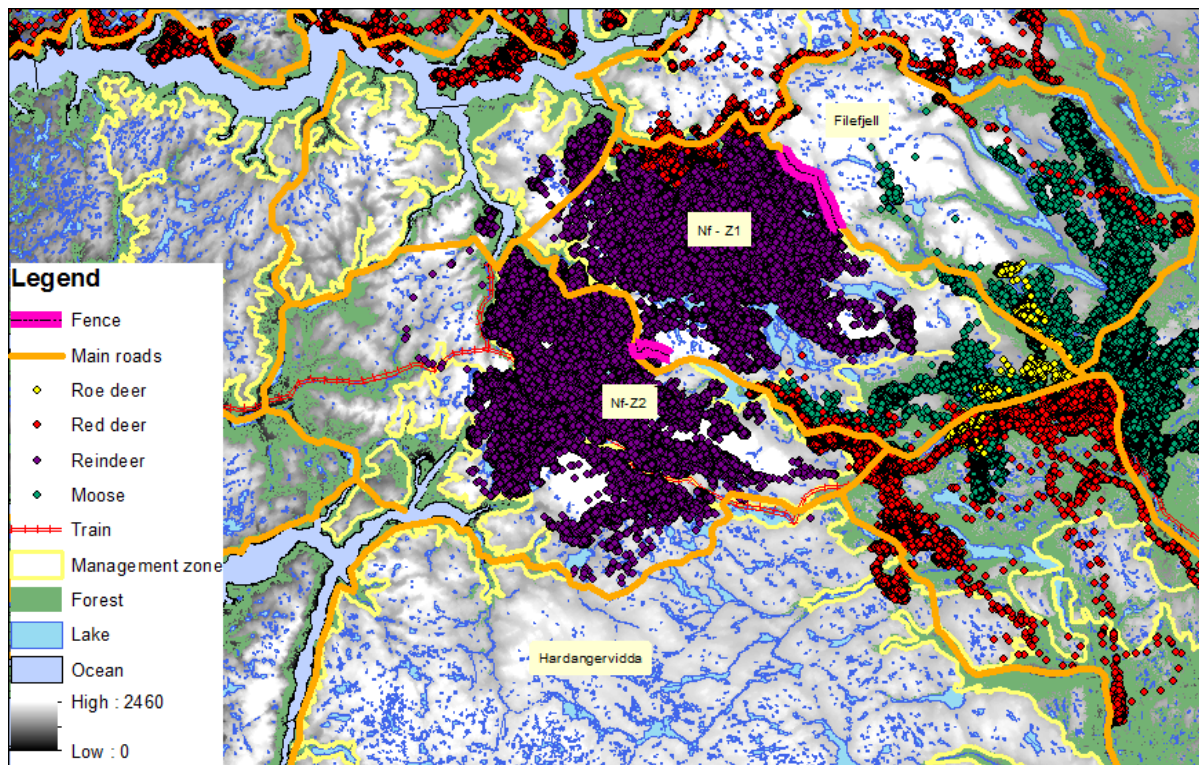 Filefjell
Nf - Z1
Legend
Fence
Main roads
Roe deer
Nf-Z2
Red deer
Reindeer
Moose
Train
Management zone
Forest
Lake
Hardangervidda
Ocean
High : 2460
Low : 0